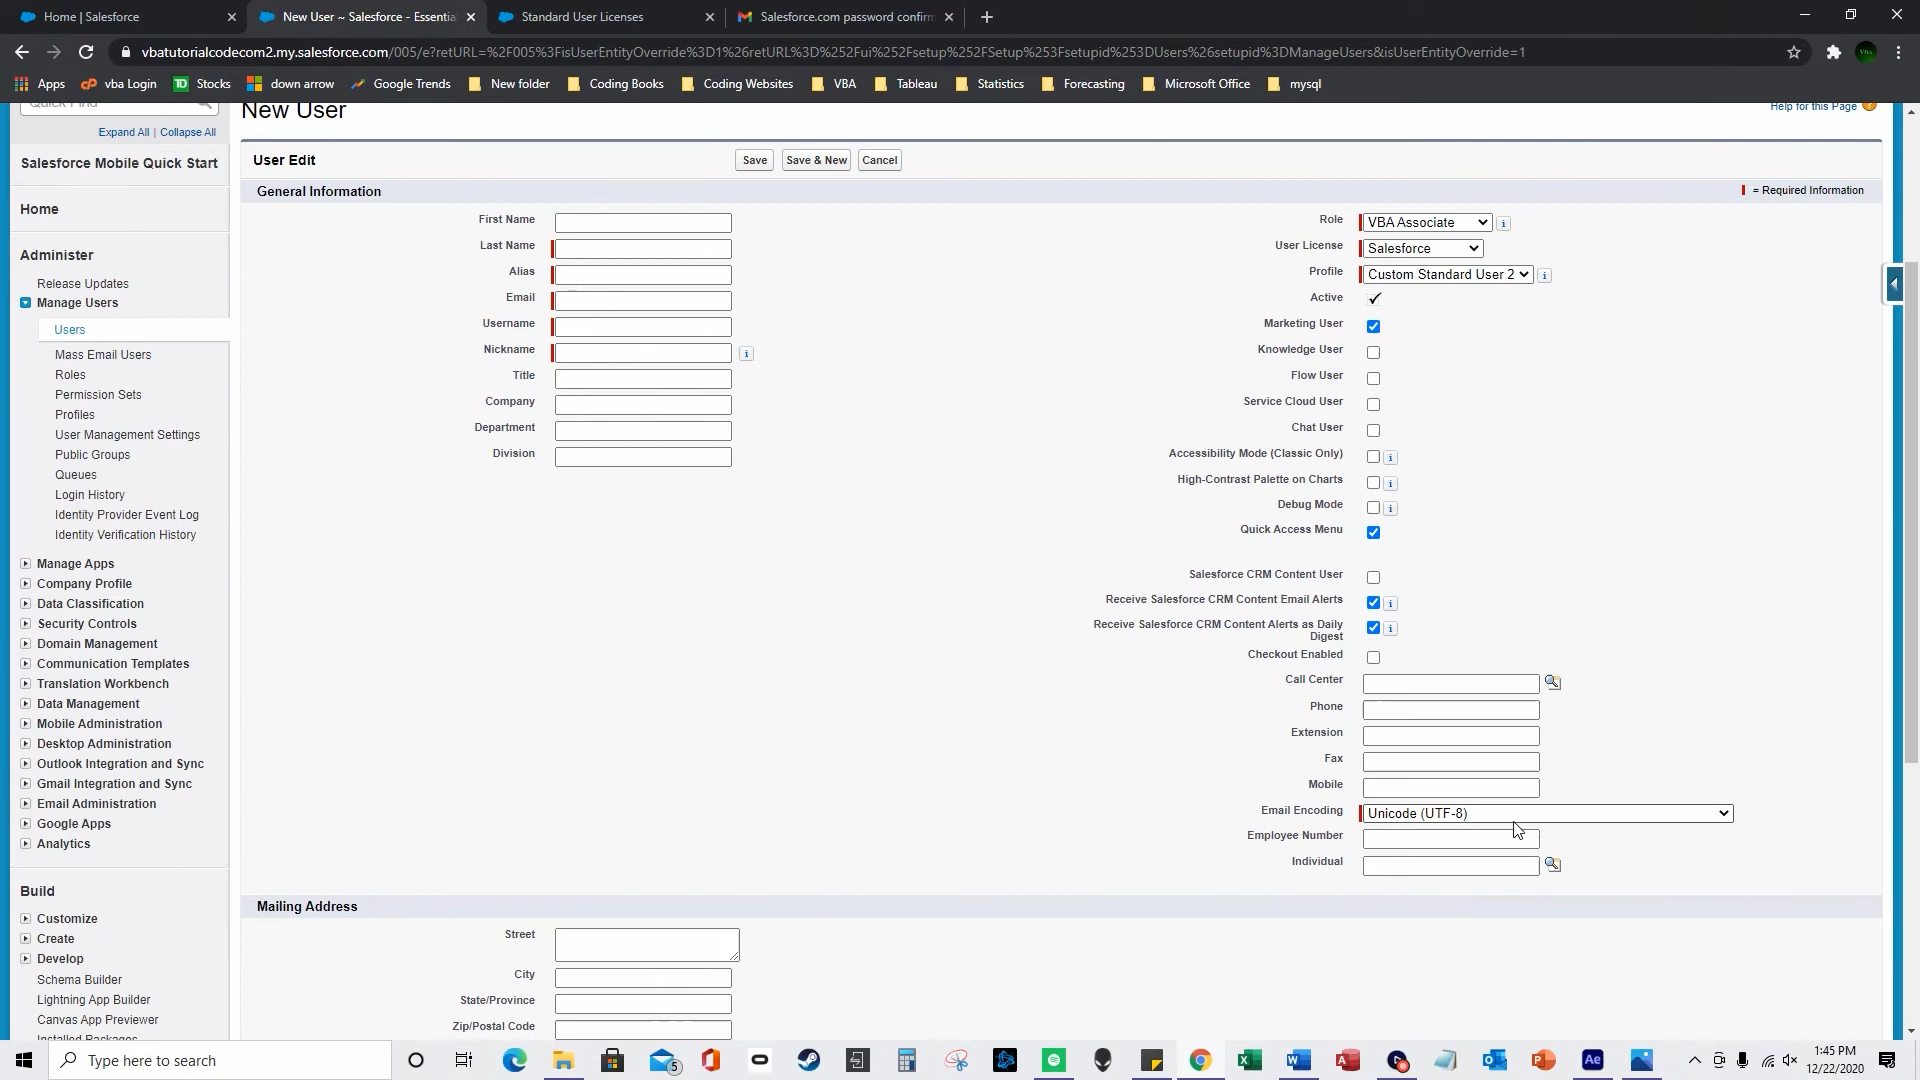 Home | Salesforce
New User ~ Salesforce - Essentia
Standard User Licenses
Salesforce.com password confirm
vbatutorialcodecom2.my.salesforce.com/005/e?retURL=%2F005%3FisUserEntityOverride%3D1%26retURL%3D%252Fui%252Fsetup%252FSetup%253Fsetupid%253DUsers%26setupid%3DManageUsers&isUserEntityOverride=1
Apps
vba Login
Stocks
down arrow
Google Trends
New folder
Coding Books
Coding Websites
VBA
Tableau
Statistics
Forecasting
Microsoft Office
mysql
Quick Find
Expand All | Collapse All
Salesforce Mobile Quick Start
Home
Administer
Release Updates
Manage Users
Users
Mass Email Users
Roles
Permission Sets
Profiles
User Management Settings
Public Groups
Queues
Login History
Identity Provider Event Log
Identity Verification History
Manage Apps
Company Profile
Data Classification
Security Controls
Domain Management
Communication Templates
Translation Workbench
Data Management
Mobile Administration
Desktop Administration
Outlook Integration and Sync
Gmail Integration and Sync
Email Administration
Google Apps
Analytics
Build
Customize
Create
Develop
Schema Builder
Lightning App Builder
Canvas App Previewer
Installed Packages
New User
Help for this Page
User Edit
Save
Save & New
Cancel
General Information
= Required Information
First Name
Last Name
Alias
Email
Username
Nickname
Title
Company
Department
Division
Role VBA Associate
User License Salesforce
Profile Custom Standard User 2
Active
Marketing User
Knowledge User
Flow User
Service Cloud User
Chat User
Accessibility Mode (Classic Only)
High-Contrast Palette on Charts
Debug Mode
Quick Access Menu
Salesforce CRM Content User
Receive Salesforce CRM Content Email Alerts
Receive Salesforce CRM Content Alerts as Daily
Digest
Checkout Enabled
Call Center
Phone
Extension
Fax
Mobile
Email Encoding Unicode (UTF-8)
Employee Number
Individual
Mailing Address
Street
City
State/Province
Zip/Postal Code
Type here to search
5
Ae
1:45 PM
12/22/2020